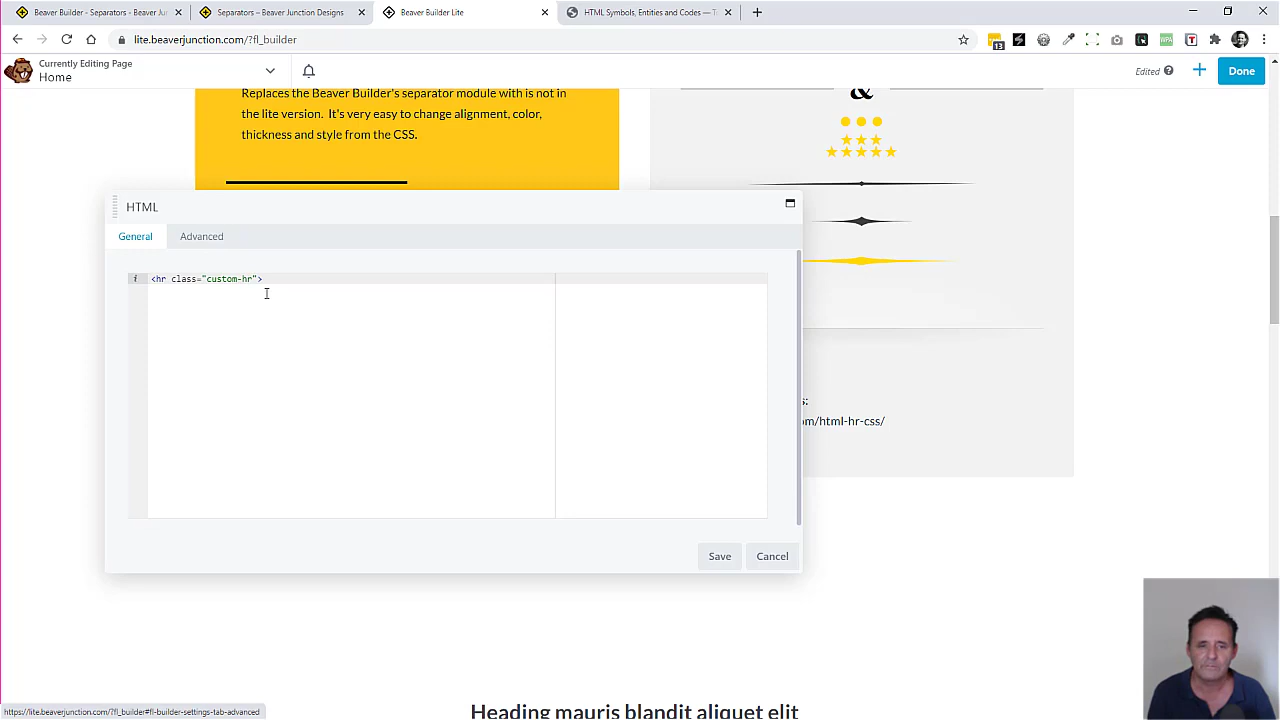 Beaver Builder - Separators - Beaver Ju
Separators – Beaver Junction Designs
Beaver Builder Lite
HTML Symbols, Entities and Codes — T
lite.beaverjunction.com/?fl_builder
13
WPA
T
Currently Editing Page
Home
Edited
Done
Replaces the Beaver Builder's separator module with is not in
the lite version. It's very easy to change alignment, color,
thickness and style from the CSS.
&
HTML
General
Advanced
i
<hr class="custom-hr">
s:
om/html-hr-css/
Save
Cancel
Heading mauris blandit aliquet elit
https://lite.beaverjunction.com/?fl_builder#fl-builder-settings-tab-advanced